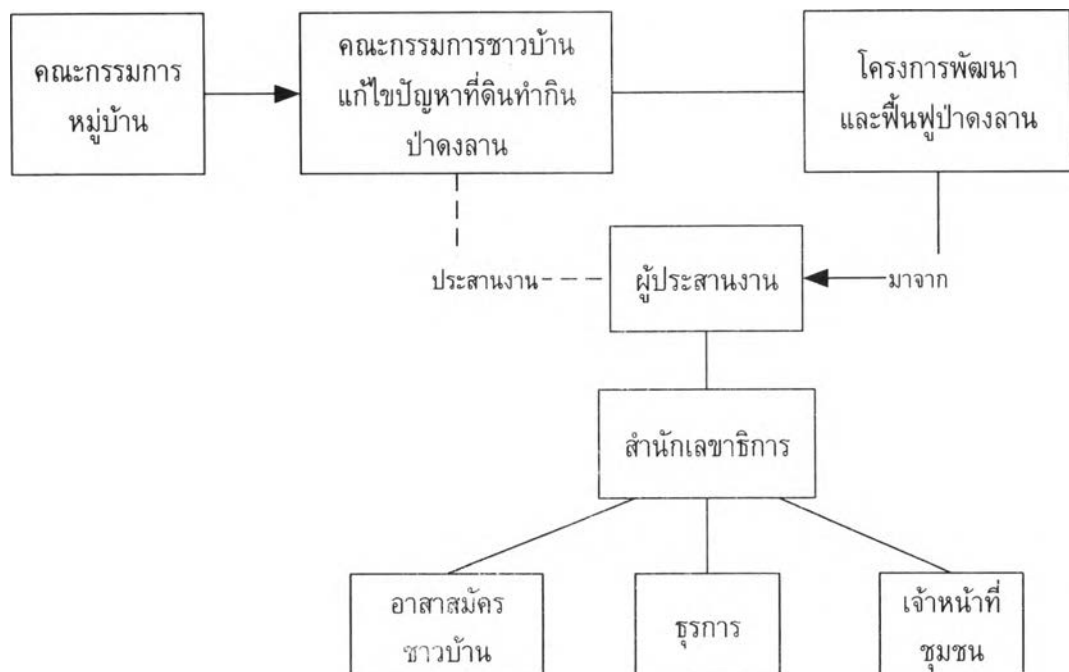 คณะกรรมการ
หมู่บ้าน
คณะกรรมการชาวบ้าน
แก้ไขปัญหาที่ดินทำกิน
ป่าดงลาน
โครงการพัฒนา
และฟื้นฟูป่าดงลาน
ประสานงาน
ผู้ประสานงาน
มาจาก
สำนักเลขาธิการ
อาสาสมัคร
ชาวบ้าน
ธุรการ
เจ้าหน้าที่
ชุมชน